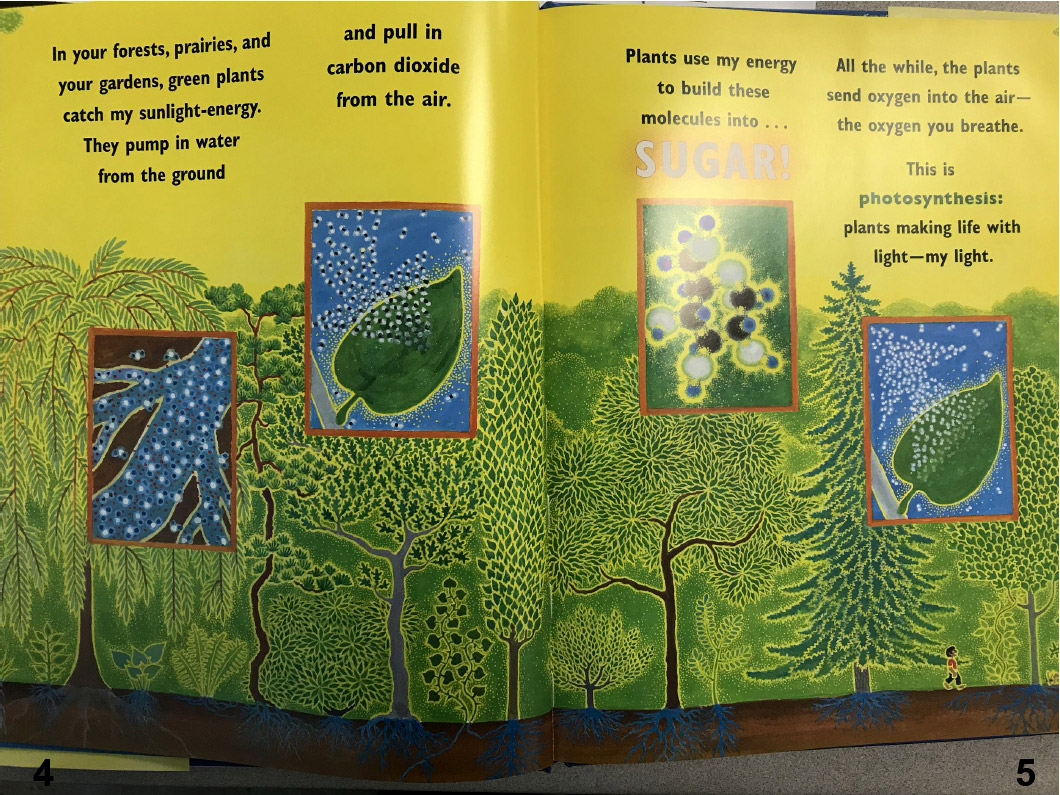 In your forests, prairies, and
your gardens, green plants
catch my sunlight-energy.
They pump in water
from the ground
and pull in
carbon dioxide
from the air.
Plants use my energy
to build these
molecules into . . .
SUGAR!
All the while, the plants
send oxygen into the air—
the oxygen you breathe.
This is
photosynthesis:
plants making life with
light—my light.
4
5